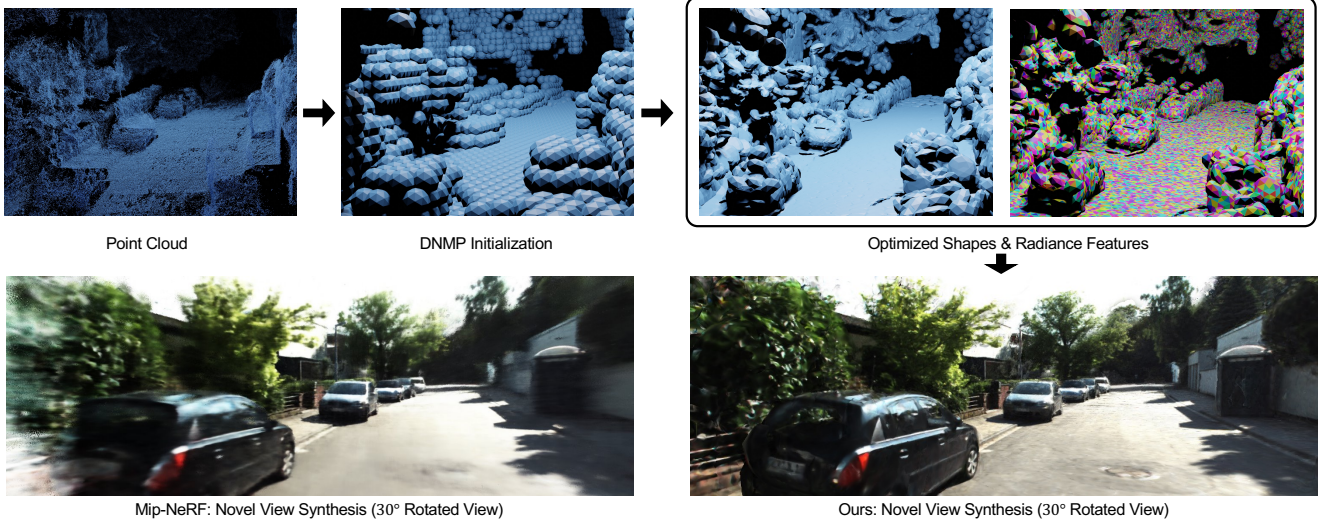 Point Cloud
DNMP Initialization
Optimized Shapes & Radiance Features
Mip-NeRF: Novel View Synthesis (30° Rotated View)
Ours: Novel View Synthesis (30° Rotated View)